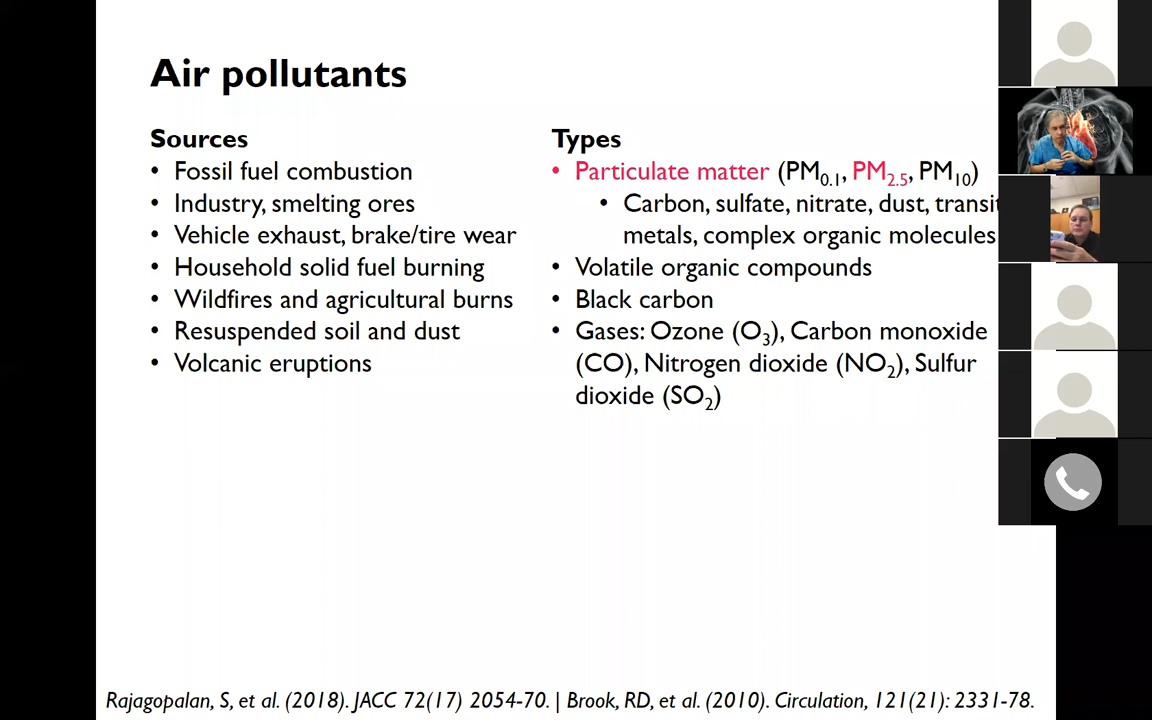 Air pollutants
Sources
• Fossil fuel combustion
• Industry, smelting ores
• Vehicle exhaust, brake/tire wear
• Household solid fuel burning
• Wildfires and agricultural burns
• Resuspended soil and dust
• Volcanic eruptions
Types
• Particulate matter (PM0.1, PM2.5, PM10)
• Carbon, sulfate, nitrate, dust,
metals, complex organic molecules
• Volatile organic compounds
• Black carbon
• Gases: Ozone (O3), Carbon monoxide
(CO), Nitrogen dioxide (NO2), Sulfur
dioxide (SO2)
Rajagopalan, S, et al. (2018). JACC 72(17) 2054-70. | Brook, RD, et al. (2010). Circulation, 121(21): 2331-78.